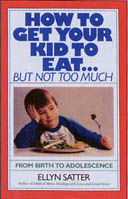 HOW TO
GET YOUR
KID TO
EAT...
BUT NOT TOO MUCH
FROM BIRTH TO ADOLESCENCE
ELLYN SATTER